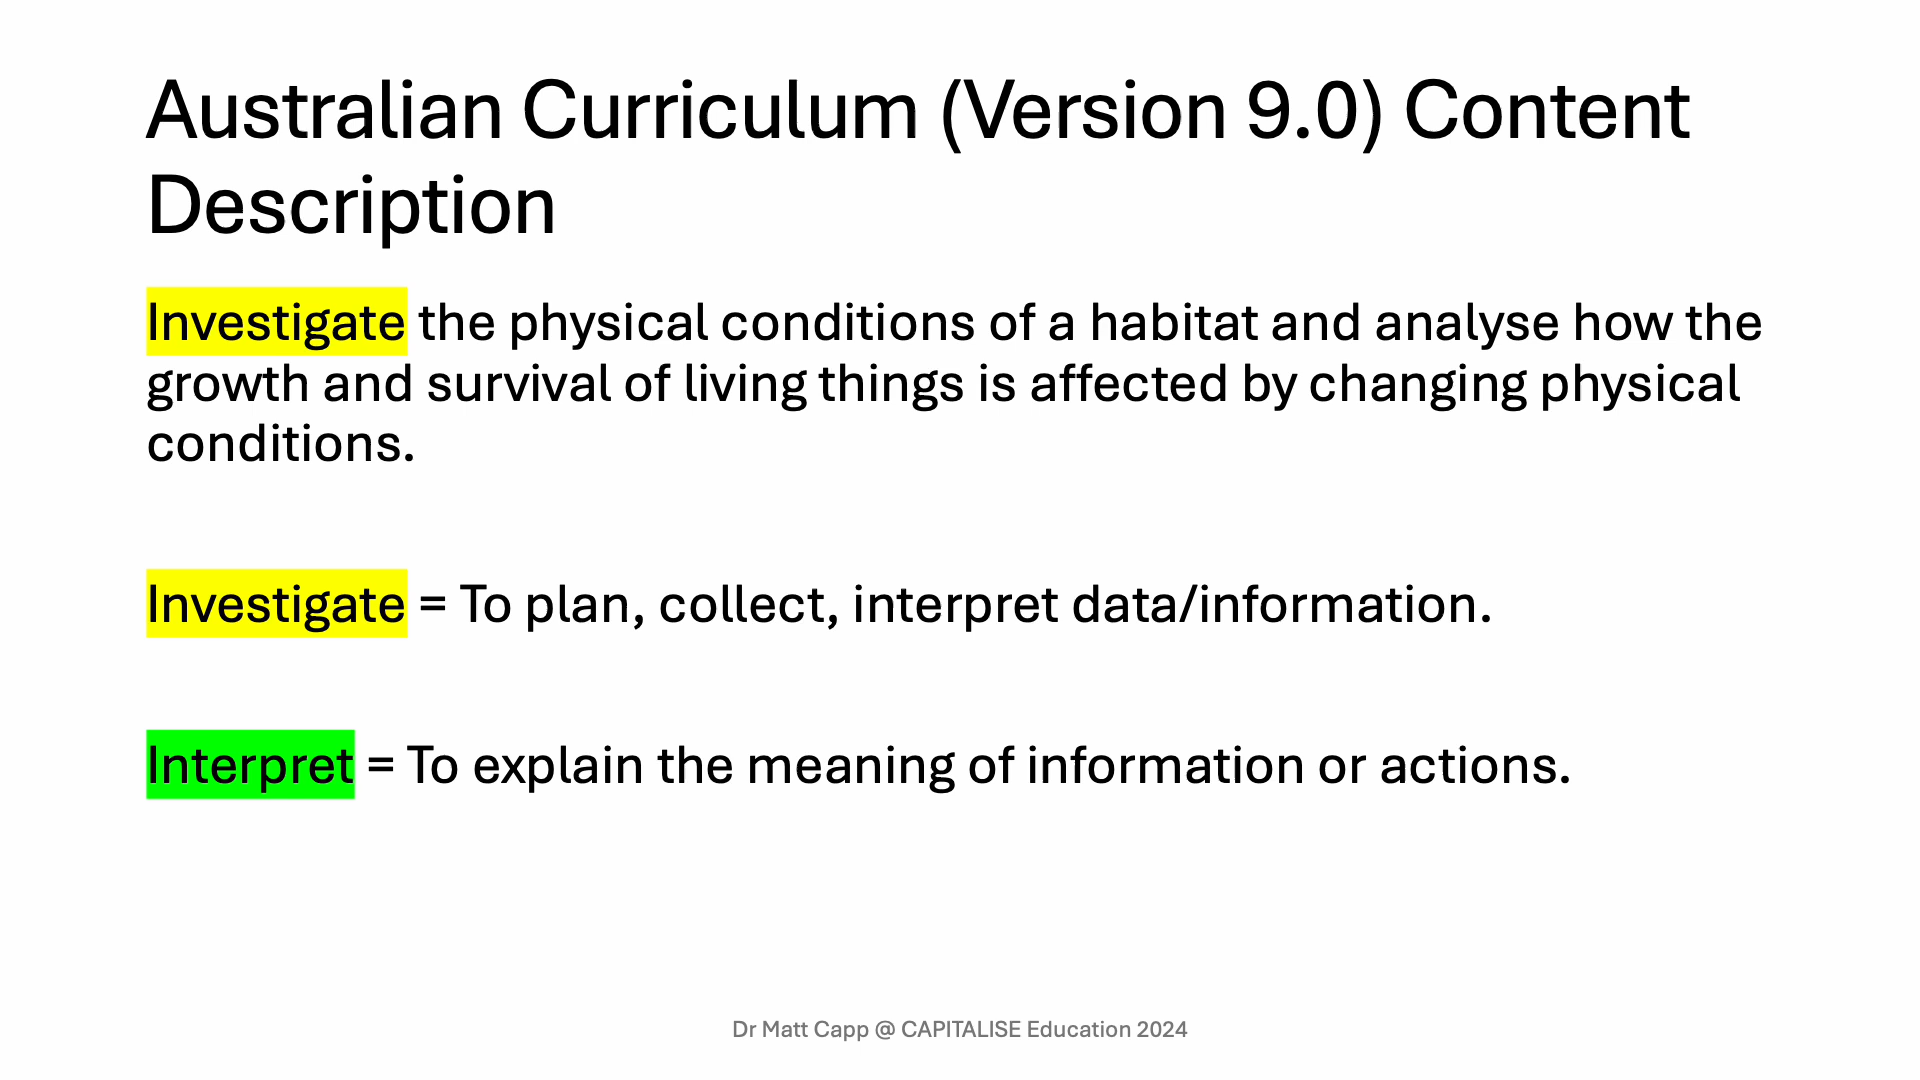 Australian Curriculum (Version 9.0) Content
Description
Investigate the physical conditions of a habitat and analyse how the
growth and survival of living things is affected by changing physical
conditions.
Investigate = To plan, collect, interpret data/information.
Interpret = To explain the meaning of information or actions.
Dr Matt Capp @ CAPITALISE Education 2024